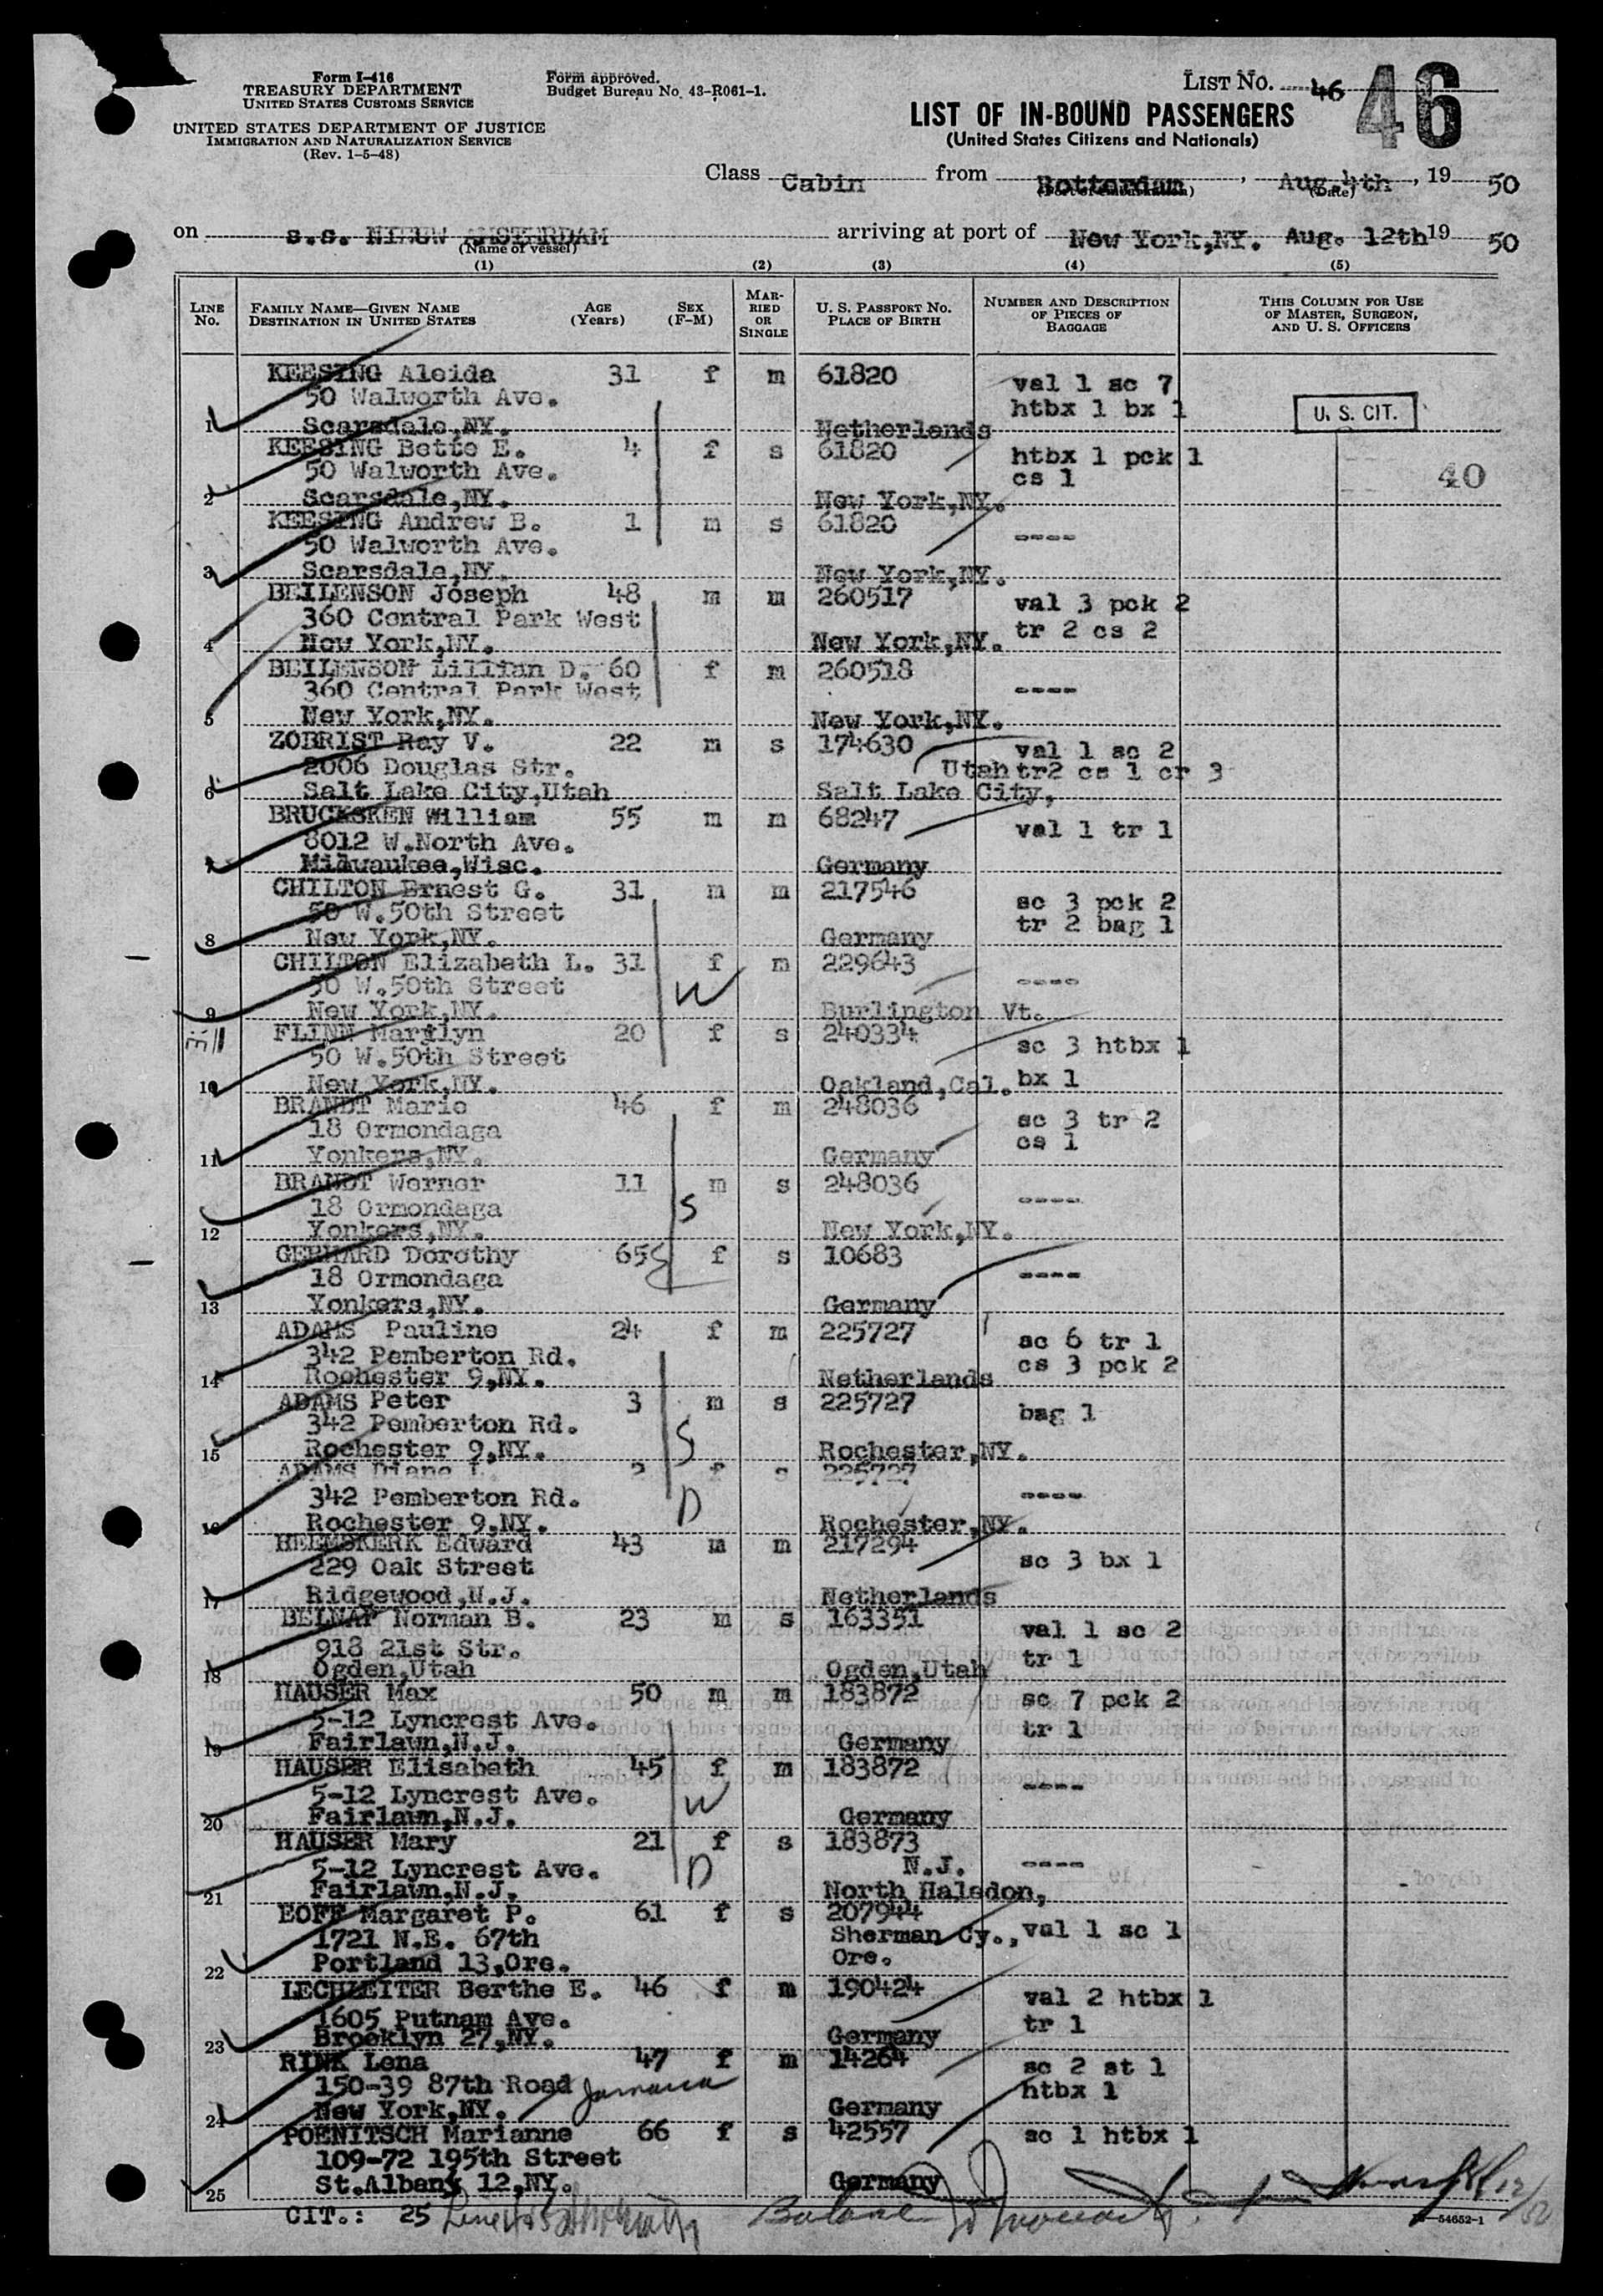 Form I-416
TREASURY DEPARTMENT
UNITED STATES CUSTOMS SERVICE
UNITED STATES DEPARTMENT OF JUSTICE
IMMIGRATION AND NATURALIZATION SERVICE
(Rev. 1-5-48)
Form approved.
Budget Bureau No. 43-R061-1.
LIST No. 46 46
LIST OF IN-BOUND PASSENGERS
(United States Citizens and Nationals)
Class Cabin from Rotterdam, Aug.4th, 19 50
(Port of embarkation) (Date)
on s.s. NIEUW AMSTERDAM arriving at port of New York,NY. Aug. 12th 19 50
(Name of vessel)
(1) (2) (3) (4) (5)
LINE No. FAMILY NAME—GIVEN NAME DESTINATION IN UNITED STATES AGE (Years) SEX (F-M) MARRIED OR SINGLE U. S. PASSPORT No. PLACE OF BIRTH NUMBER AND DESCRIPTION OF PIECES OF BAGGAGE THIS COLUMN FOR USE OF MASTER, SURGEON, AND U. S. OFFICERS
KEESING Aleida 31 f m 61820 val 1 sc 7
50 Walworth Ave. htbx 1 bx 1 U. S. CIT.
1 Scarsdale,NY. Netherlands
KEESING Bette E. 4 f s 61820 htbx 1 pck 1
50 Walworth Ave. cs 1 40
2 Scarsdale,NY. New York,NY.
KEESING Andrew B. 1 m s 61820 ----
50 Walworth Ave.
3 Scarsdale,NY. New York,NY.
BEILENSON Joseph 48 m m 260517 val 3 pck 2
360 Central Park West tr 2 cs 2
4 New York,NY. New York,NY.
BEILENSON Lillian D. 60 f m 260518 ----
360 Central Park West
5 New York,NY. New York,NY.
ZOBRIST Ray V. 22 m s 174630 val 1 sc 2
2006 Douglas Str. Utah tr2 cs 1 cr 3
6 Salt Lake City,Utah Salt Lake City,
BRUCKSKEN William 55 m m 68247 val 1 tr 1
8012 W.North Ave.
7 Milwaukee,Wisc. Germany
CHILTON Ernest G. 31 m m 217546 sc 3 pck 2
50 W.50th Street tr 2 bag 1
8 New York,NY. Germany
CHILTON Elizabeth L. 31 f m 229643 ----
50 W.50th Street W
9 New York,NY. Burlington Vt.
FLINN Marilyn 20 f s 240334 sc 3 htbx 1
50 W.50th Street
10 New York,NY. Oakland,Cal. bx 1
BRANDT Marie 46 f m 248036 sc 3 tr 2
18 Ormondaga cs 1
11 Yonkers,NY. Germany
BRANDT Werner 11 m s 248036 ----
18 Ormondaga S
12 Yonkers,NY. New York,NY.
GEBHARD Dorothy 65 f s 10683 ----
18 Ormondaga
13 Yonkers,NY. Germany
ADAMS Pauline 24 f m 225727 sc 6 tr 1
342 Pemberton Rd. cs 3 pck 2
14 Rochester 9,NY. Netherlands
ADAMS Peter 3 m s 225727 bag 1
342 Pemberton Rd. S
15 Rochester 9,NY. Rochester,NY.
ADAMS Diane L. 2 f s 225727
342 Pemberton Rd. D ----
16 Rochester 9,NY. Rochester,NY.
HEEMSKERK Edward 43 m m 217294 sc 3 bx 1
229 Oak Street
17 Ridgewood,N.J. Netherlands
BELNAP Norman B. 23 m s 163351 val 1 sc 2
918 21st Str. tr 1
18 Ogden,Utah Ogden,Utah
HAUSER Max 50 m m 183872 sc 7 pck 2
5-12 Lyncrest Ave. tr 1
19 Fairlawn,N.J. Germany
HAUSER Elisabeth 45 f m 183872 ----
5-12 Lyncrest Ave. W
20 Fairlawn,N.J. Germany
HAUSER Mary 21 f s 183873
5-12 Lyncrest Ave. D N.J. ----
21 Fairlawn,N.J. North Haledon,
EOFF Margaret P. 61 f s 207944
1721 N.E. 67th Sherman Cy., val 1 sc 1
22 Portland 13,Ore. Ore.
LECHLEITER Berthe E. 46 f m 190424 val 2 htbx 1
1605 Putnam Ave. tr 1
23 Brooklyn 27,NY. Germany
RINK Lena 47 f m 14264 sc 2 st 1
150-39 87th Road Jamaica htbx 1
24 New York,NY. Germany
POENITSCH Marianne 66 f s 42557 sc 1 htbx 1
109-72 195th Street
25 St.Albans 12,NY. Germany
CIT.: 25
54652-1